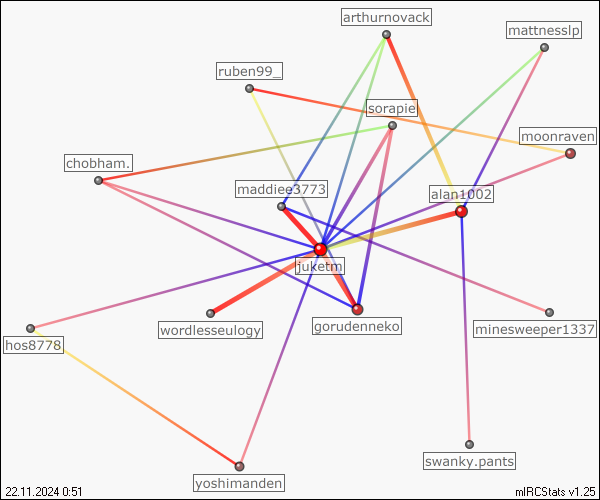 arthurnovack
mattnesslp
ruben99_
sorapie
moonraven
chobham.
maddiee3773
alan1002
juketm
wordlesseulogy
gorudenneko
minesweeper1337
hos8778
swanky.pants
yoshimanden
22.11.2024 0:51
mIRCStats v1.25